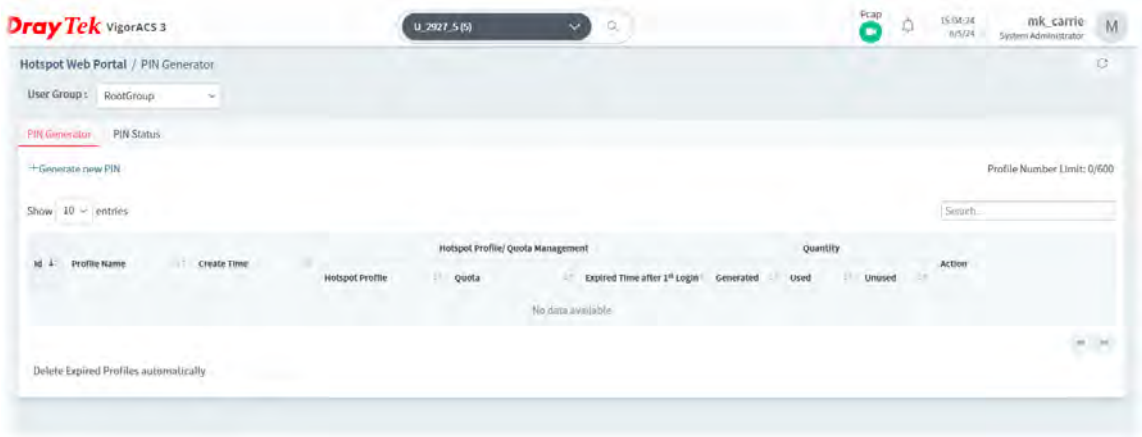 DrayTek VigorACS 3
U_2927_5 (5)
Pcap
15:04:24
6/5/24
mk_carrie
System Administrator
M
Hotspot Web Portal / PIN Generator
User Group : RootGroup
PIN Generator PIN Status
+Generate new PIN
Profile Number Limit: 0/600
Show 10 entries
Search..
Hotspot Profile/ Quota Management Quantity
Id Profile Name Create Time Action
Hotspot Profile Quota Expired Time after 1st Login Generated Used Unused
No data available
Delete Expired Profiles automatically